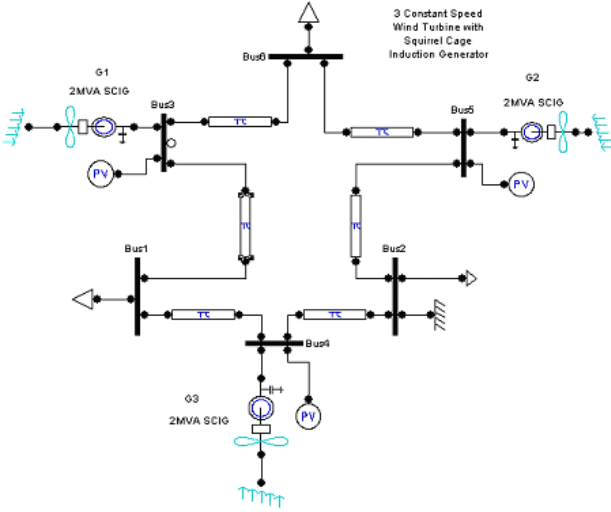 3 Constant Speed
Wind Turbine with
Squirrel Cage
Induction Generator
Bus6
G1
2MVA SCIG
Bus3
π
π
Bus5
G2
2MVA SCIG
PV
PV
π
π
Bus1
Bus2
π
π
Bus4
G3
2MVA SCIG
PV